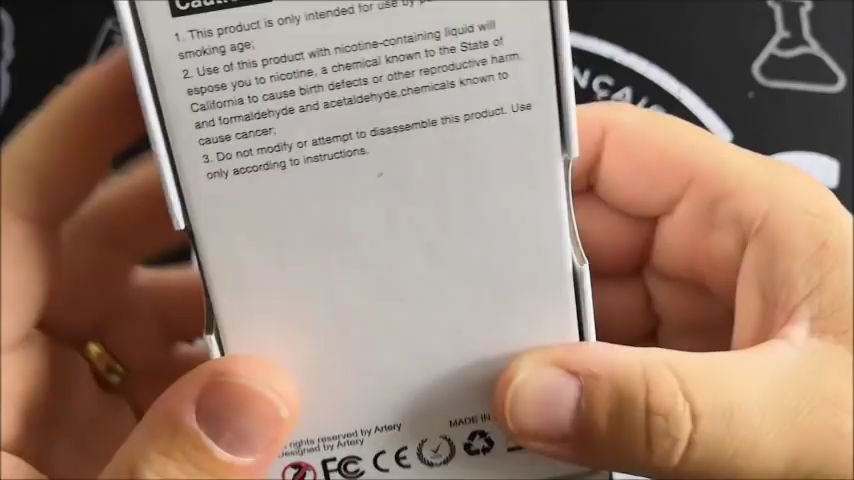 Caution
1. This product is only intended for use by
smoking age;
2. Use of this product with nicotine-containing liquid will
espose you to nicotine, a chemical known to the State of
California to cause birth defects or other reproductive harm,
and formaldehyde and acetaldehyde,chemicals known to
cause cancer;
3. Do not modify or attempt to disassemble this product. Use
only according to instructions.
rights reserved by Artery
MADE IN
designed by Artery
FC CE